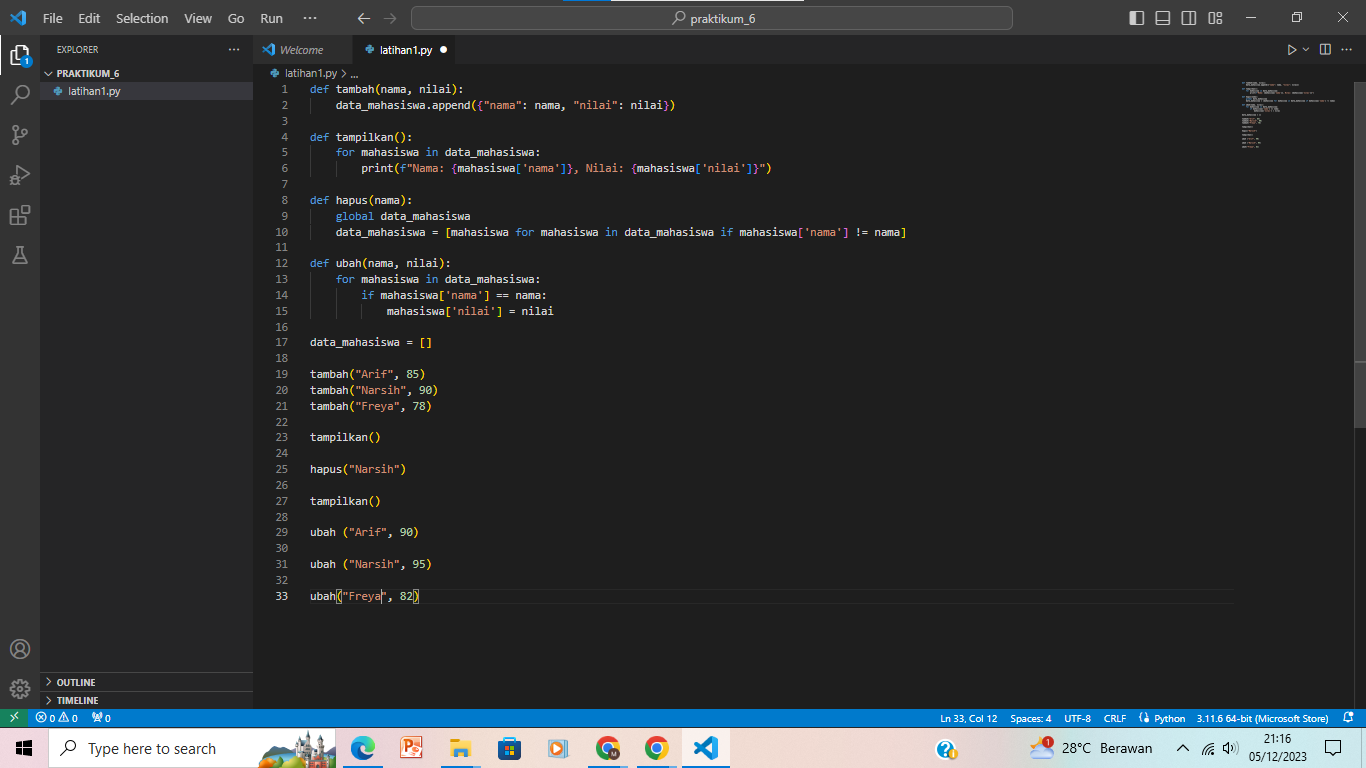 File Edit Selection View Go Run ···
praktikum_6
EXPLORER ···
PRAKTIKUM_6
latihan1.py
OUTLINE
TIMELINE
Welcome
latihan1.py
latihan1.py > ...
1 def tambah(nama, nilai):
2 data_mahasiswa.append({"nama": nama, "nilai": nilai})
3
4 def tampilkan():
5 for mahasiswa in data_mahasiswa:
6 print(f"Nama: {mahasiswa['nama']}, Nilai: {mahasiswa['nilai']}")
7
8 def hapus(nama):
9 global data_mahasiswa
10 data_mahasiswa = [mahasiswa for mahasiswa in data_mahasiswa if mahasiswa['nama'] != nama]
11
12 def ubah(nama, nilai):
13 for mahasiswa in data_mahasiswa:
14 if mahasiswa['nama'] == nama:
15 mahasiswa['nilai'] = nilai
16
17 data_mahasiswa = []
18
19 tambah("Arif", 85)
20 tambah("Narsih", 90)
21 tambah("Freya", 78)
22
23 tampilkan()
24
25 hapus("Narsih")
26
27 tampilkan()
28
29 ubah ("Arif", 90)
30
31 ubah ("Narsih", 95)
32
33 ubah("Freya", 82)
0 0 0
Ln 33, Col 12 Spaces: 4 UTF-8 CRLF Python 3.11.6 64-bit (Microsoft Store)
Type here to search
28°C Berawan
21:16
05/12/2023